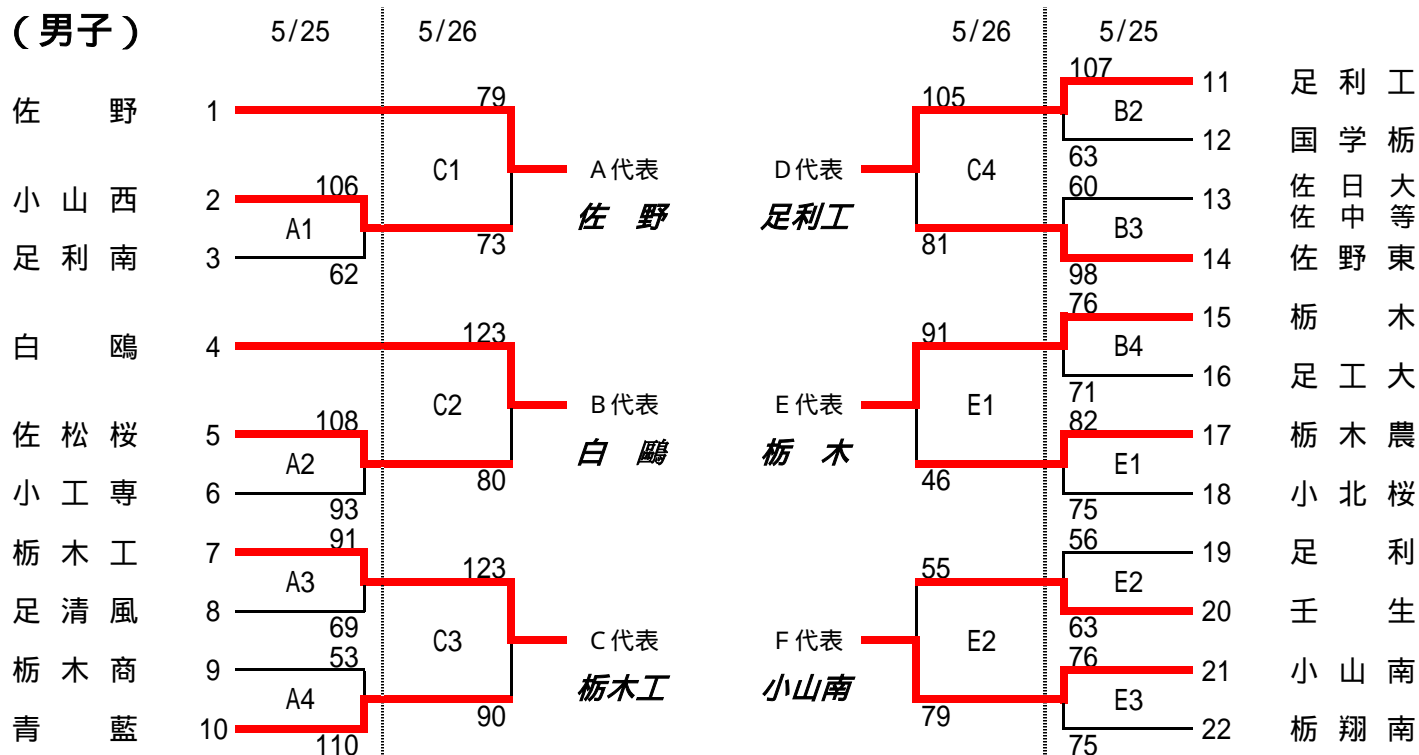 （男子）
5/25 5/26
佐野 1
小山西 2
足利南 3
白鴎 4
佐松桜 5
小工専 6
栃木工 7
足清風 8
栃木商 9
青藍 10
106
A1
62
108
A2
93
91
A3
69
53
A4
110
79
C1
73
123
C2
80
123
C3
90
A代表
佐野
B代表
白鷗
C代表
栃木工
5/26 5/25
D代表
足利工
E代表
栃木
F代表
小山南
105
C4
81
91
E1
46
55
E2
79
107
B2
63
60
B3
98
76
B4
71
82
E1
75
56
E2
63
76
E3
75
11 足利工
12 国学栃
13 佐日大
佐中等
14 佐野東
15 栃木
16 足工大
17 栃木農
18 小北桜
19 足利
20 壬生
21 小山南
22 栃翔南